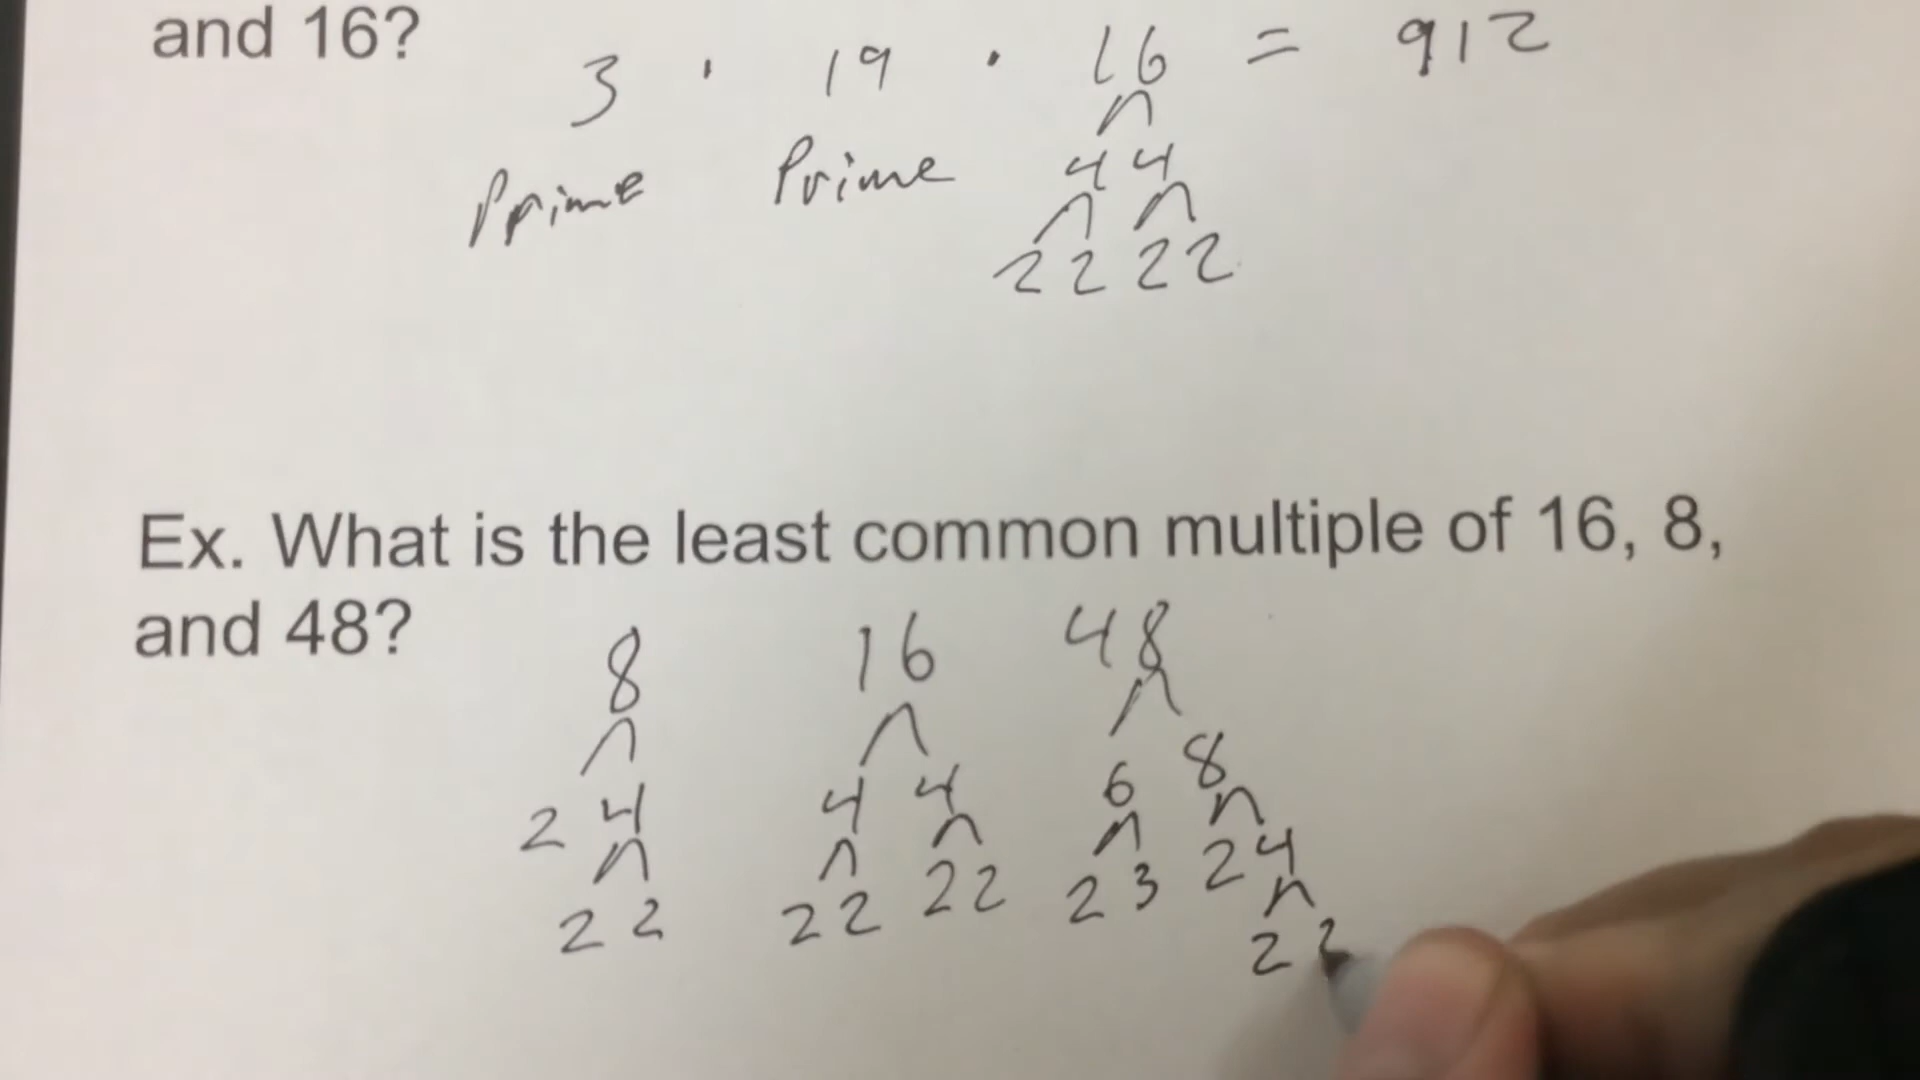 and 16?
3 · 19 · 16 = 912
Prime Prime 4 4
2 2 2 2
Ex. What is the least common multiple of 16, 8,
and 48?
8 16 48
2 4 4 4 6 8
2 2 2 2 2 2 2 3 2 4
2 2